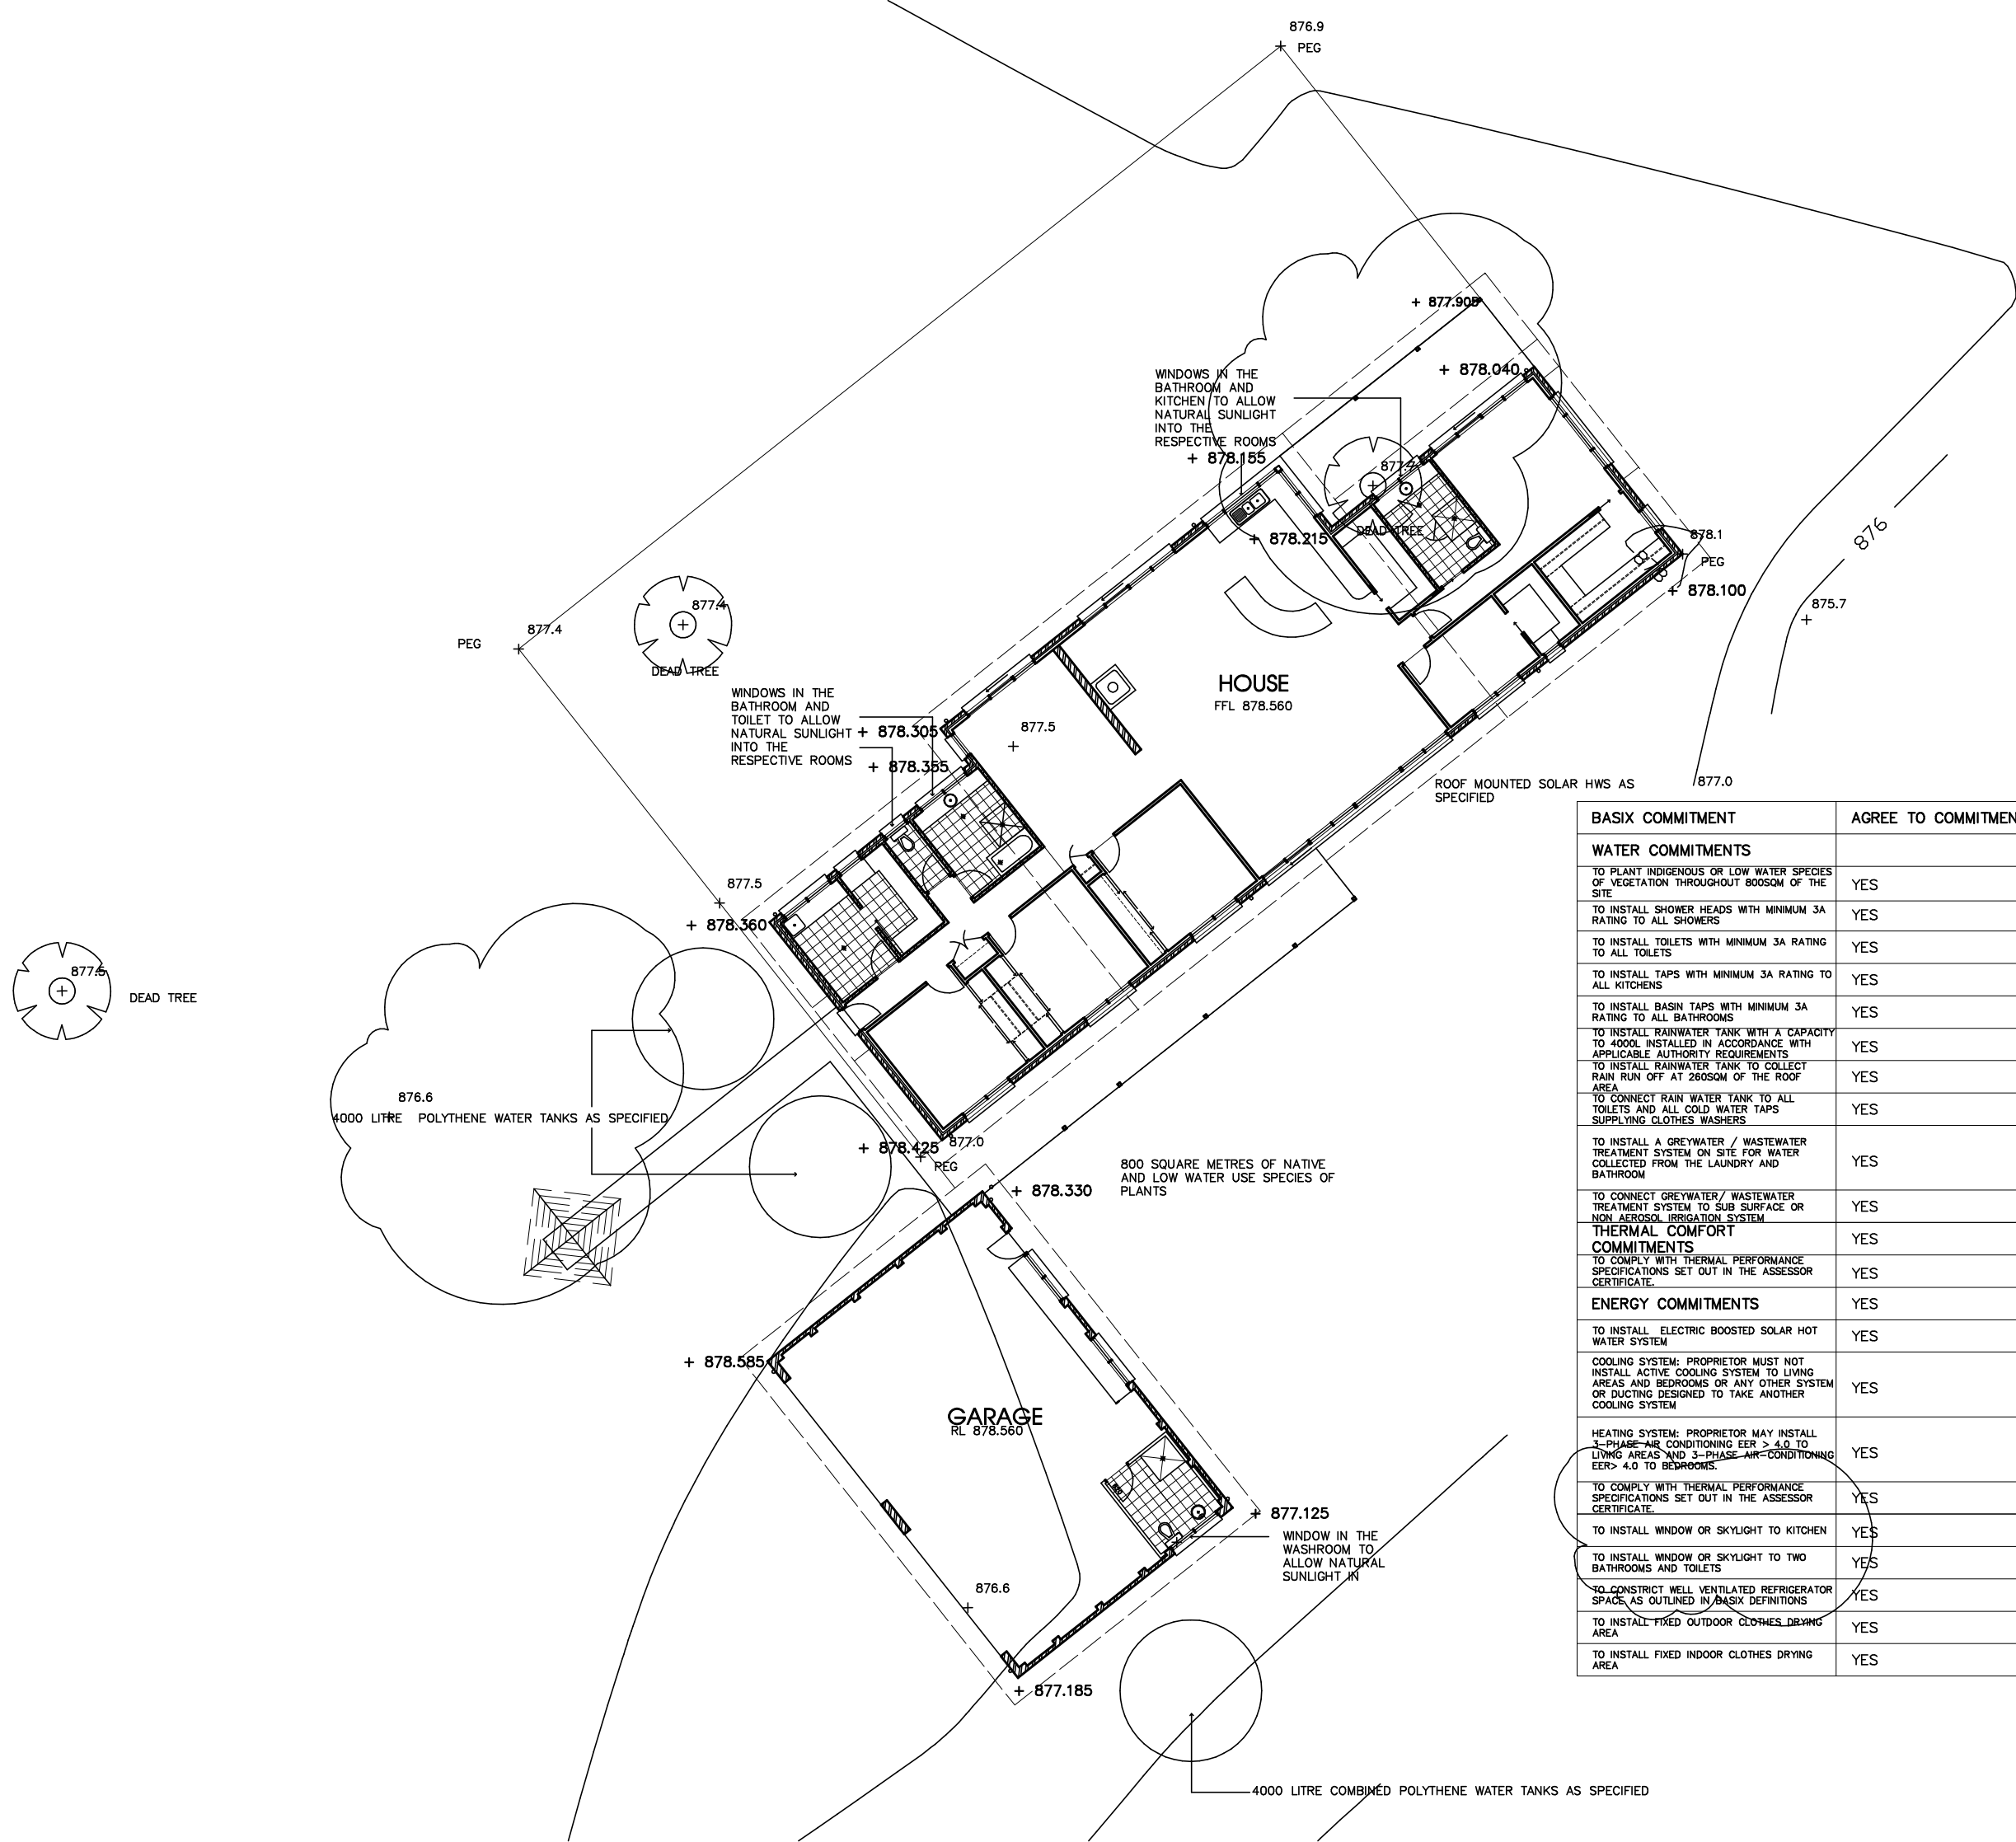 876.9
PEG
+ 877.905
+ 878.040
WINDOWS IN THE
BATHROOM AND
KITCHEN TO ALLOW
NATURAL SUNLIGHT
INTO THE
RESPECTIVE ROOMS
+ 878.155
877.7
DEAD TREE
+ 878.215
878.1
PEG
+ 878.100
876
875.7
877.4
PEG
877.4
DEAD TREE
HOUSE
FFL 878.560
WINDOWS IN THE
BATHROOM AND
TOILET TO ALLOW
NATURAL SUNLIGHT
INTO THE
RESPECTIVE ROOMS
+ 878.305
+ 878.355
877.5
ROOF MOUNTED SOLAR HWS AS
SPECIFIED
877.0
877.5
+ 878.360
877.5
DEAD TREE
876.6
4000 LITRE POLYTHENE WATER TANKS AS SPECIFIED
+ 878.425
877.0
PEG
800 SQUARE METRES OF NATIVE
AND LOW WATER USE SPECIES OF
PLANTS
+ 878.330
+ 878.585
GARAGE
RL 878.560
+ 877.125
WINDOW IN THE
WASHROOM TO
ALLOW NATURAL
SUNLIGHT IN
876.6
+ 877.185
4000 LITRE COMBINED POLYTHENE WATER TANKS AS SPECIFIED
BASIX COMMITMENT AGREE TO COMMITMEN
WATER COMMITMENTS
TO PLANT INDIGENOUS OR LOW WATER SPECIES
OF VEGETATION THROUGHOUT 800SQM OF THE
SITE
YES
TO INSTALL SHOWER HEADS WITH MINIMUM 3A
RATING TO ALL SHOWERS
YES
TO INSTALL TOILETS WITH MINIMUM 3A RATING
TO ALL TOILETS
YES
TO INSTALL TAPS WITH MINIMUM 3A RATING TO
ALL KITCHENS
YES
TO INSTALL BASIN TAPS WITH MINIMUM 3A
RATING TO ALL BATHROOMS
YES
TO INSTALL RAINWATER TANK WITH A CAPACITY
TO 4000L INSTALLED IN ACCORDANCE WITH
APPLICABLE AUTHORITY REQUIREMENTS
YES
TO INSTALL RAINWATER TANK TO COLLECT
RAIN RUN OFF AT 260SQM OF THE ROOF
AREA
YES
TO CONNECT RAIN WATER TANK TO ALL
TOILETS AND ALL COLD WATER TAPS
SUPPLYING CLOTHES WASHERS
YES
TO INSTALL A GREYWATER / WASTEWATER
TREATMENT SYSTEM ON SITE FOR WATER
COLLECTED FROM THE LAUNDRY AND
BATHROOM
YES
TO CONNECT GREYWATER/ WASTEWATER
TREATMENT SYSTEM TO SUB SURFACE OR
NON AEROSOL IRRIGATION SYSTEM
YES
THERMAL COMFORT
COMMITMENTS
YES
TO COMPLY WITH THERMAL PERFORMANCE
SPECIFICATIONS SET OUT IN THE ASSESSOR
CERTIFICATE.
YES
ENERGY COMMITMENTS YES
TO INSTALL ELECTRIC BOOSTED SOLAR HOT
WATER SYSTEM
YES
COOLING SYSTEM: PROPRIETOR MUST NOT
INSTALL ACTIVE COOLING SYSTEM TO LIVING
AREAS AND BEDROOMS OR ANY OTHER SYSTEM
OR DUCTING DESIGNED TO TAKE ANOTHER
COOLING SYSTEM
YES
HEATING SYSTEM: PROPRIETOR MAY INSTALL
3-PHASE AIR CONDITIONING EER > 4.0 TO
LIVING AREAS AND 3-PHASE AIR-CONDITIONING
EER> 4.0 TO BEDROOMS.
YES
TO COMPLY WITH THERMAL PERFORMANCE
SPECIFICATIONS SET OUT IN THE ASSESSOR
CERTIFICATE.
YES
TO INSTALL WINDOW OR SKYLIGHT TO KITCHEN YES
TO INSTALL WINDOW OR SKYLIGHT TO TWO
BATHROOMS AND TOILETS
YES
TO CONSTRICT WELL VENTILATED REFRIGERATOR
SPACE AS OUTLINED IN BASIX DEFINITIONS
YES
TO INSTALL FIXED OUTDOOR CLOTHES DRYING
AREA
YES
TO INSTALL FIXED INDOOR CLOTHES DRYING
AREA
YES